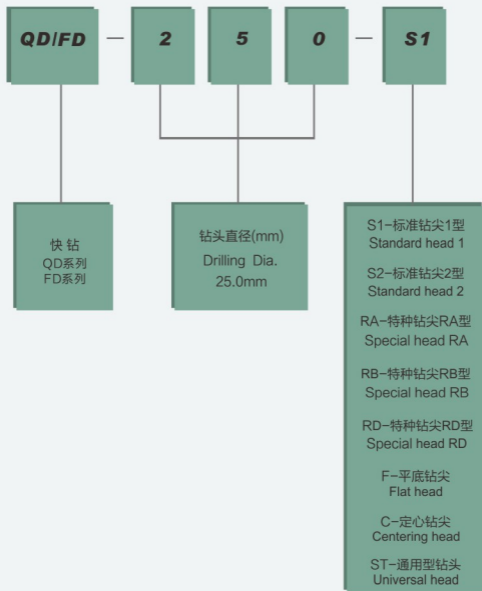 QD/FD — 2 5 0 — S1
快 钻
QD系列
FD系列
钻头直径(mm)
Drilling Dia.
25.0mm
S1-标准钻尖1型
Standard head 1
S2-标准钻尖2型
Standard head 2
RA-特种钻尖RA型
Special head RA
RB-特种钻尖RB型
Special head RB
RD-特种钻尖RD型
Special head RD
F-平底钻尖
Flat head
C-定心钻尖
Centering head
ST-通用型钻头
Universal head